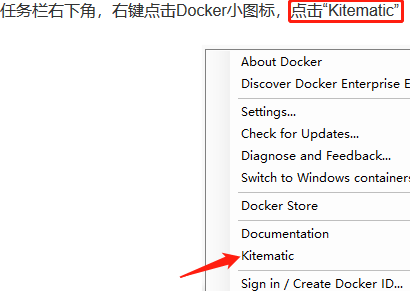 任务栏右下角，右键点击Docker小图标，点击“Kitematic”
About Docker
Discover Docker Enterprise E
Settings...
Check for Updates...
Diagnose and Feedback...
Switch to Windows containers
Docker Store
Documentation
Kitematic
Sign in / Create Docker ID...